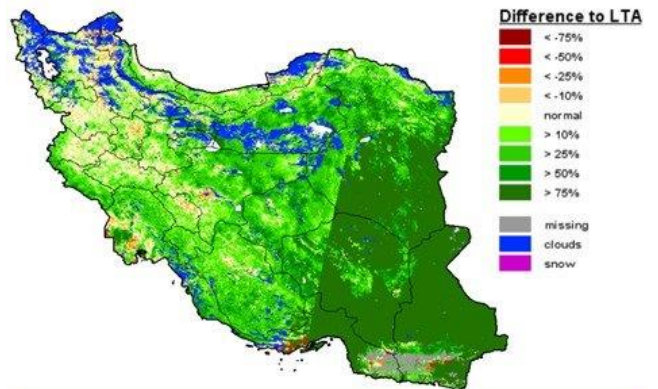 Difference to LTA
< -75%
< -50%
< -25%
< -10%
normal
> 10%
> 25%
> 50%
> 75%
missing
clouds
snow